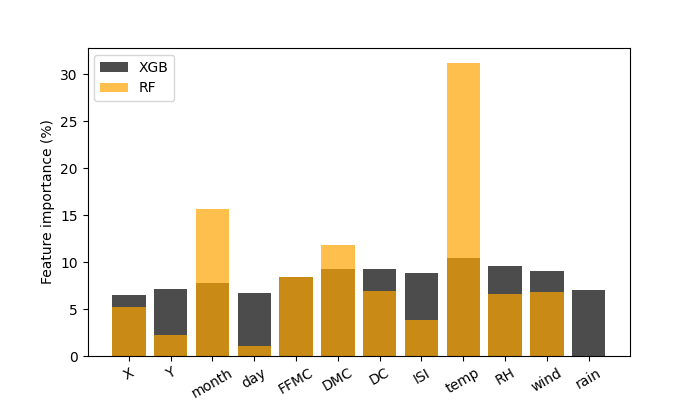 XGB
RF
Feature importance (%)
30
25
20
15
10
5
0
X Y month day FFMC DMC DC ISI temp RH wind rain